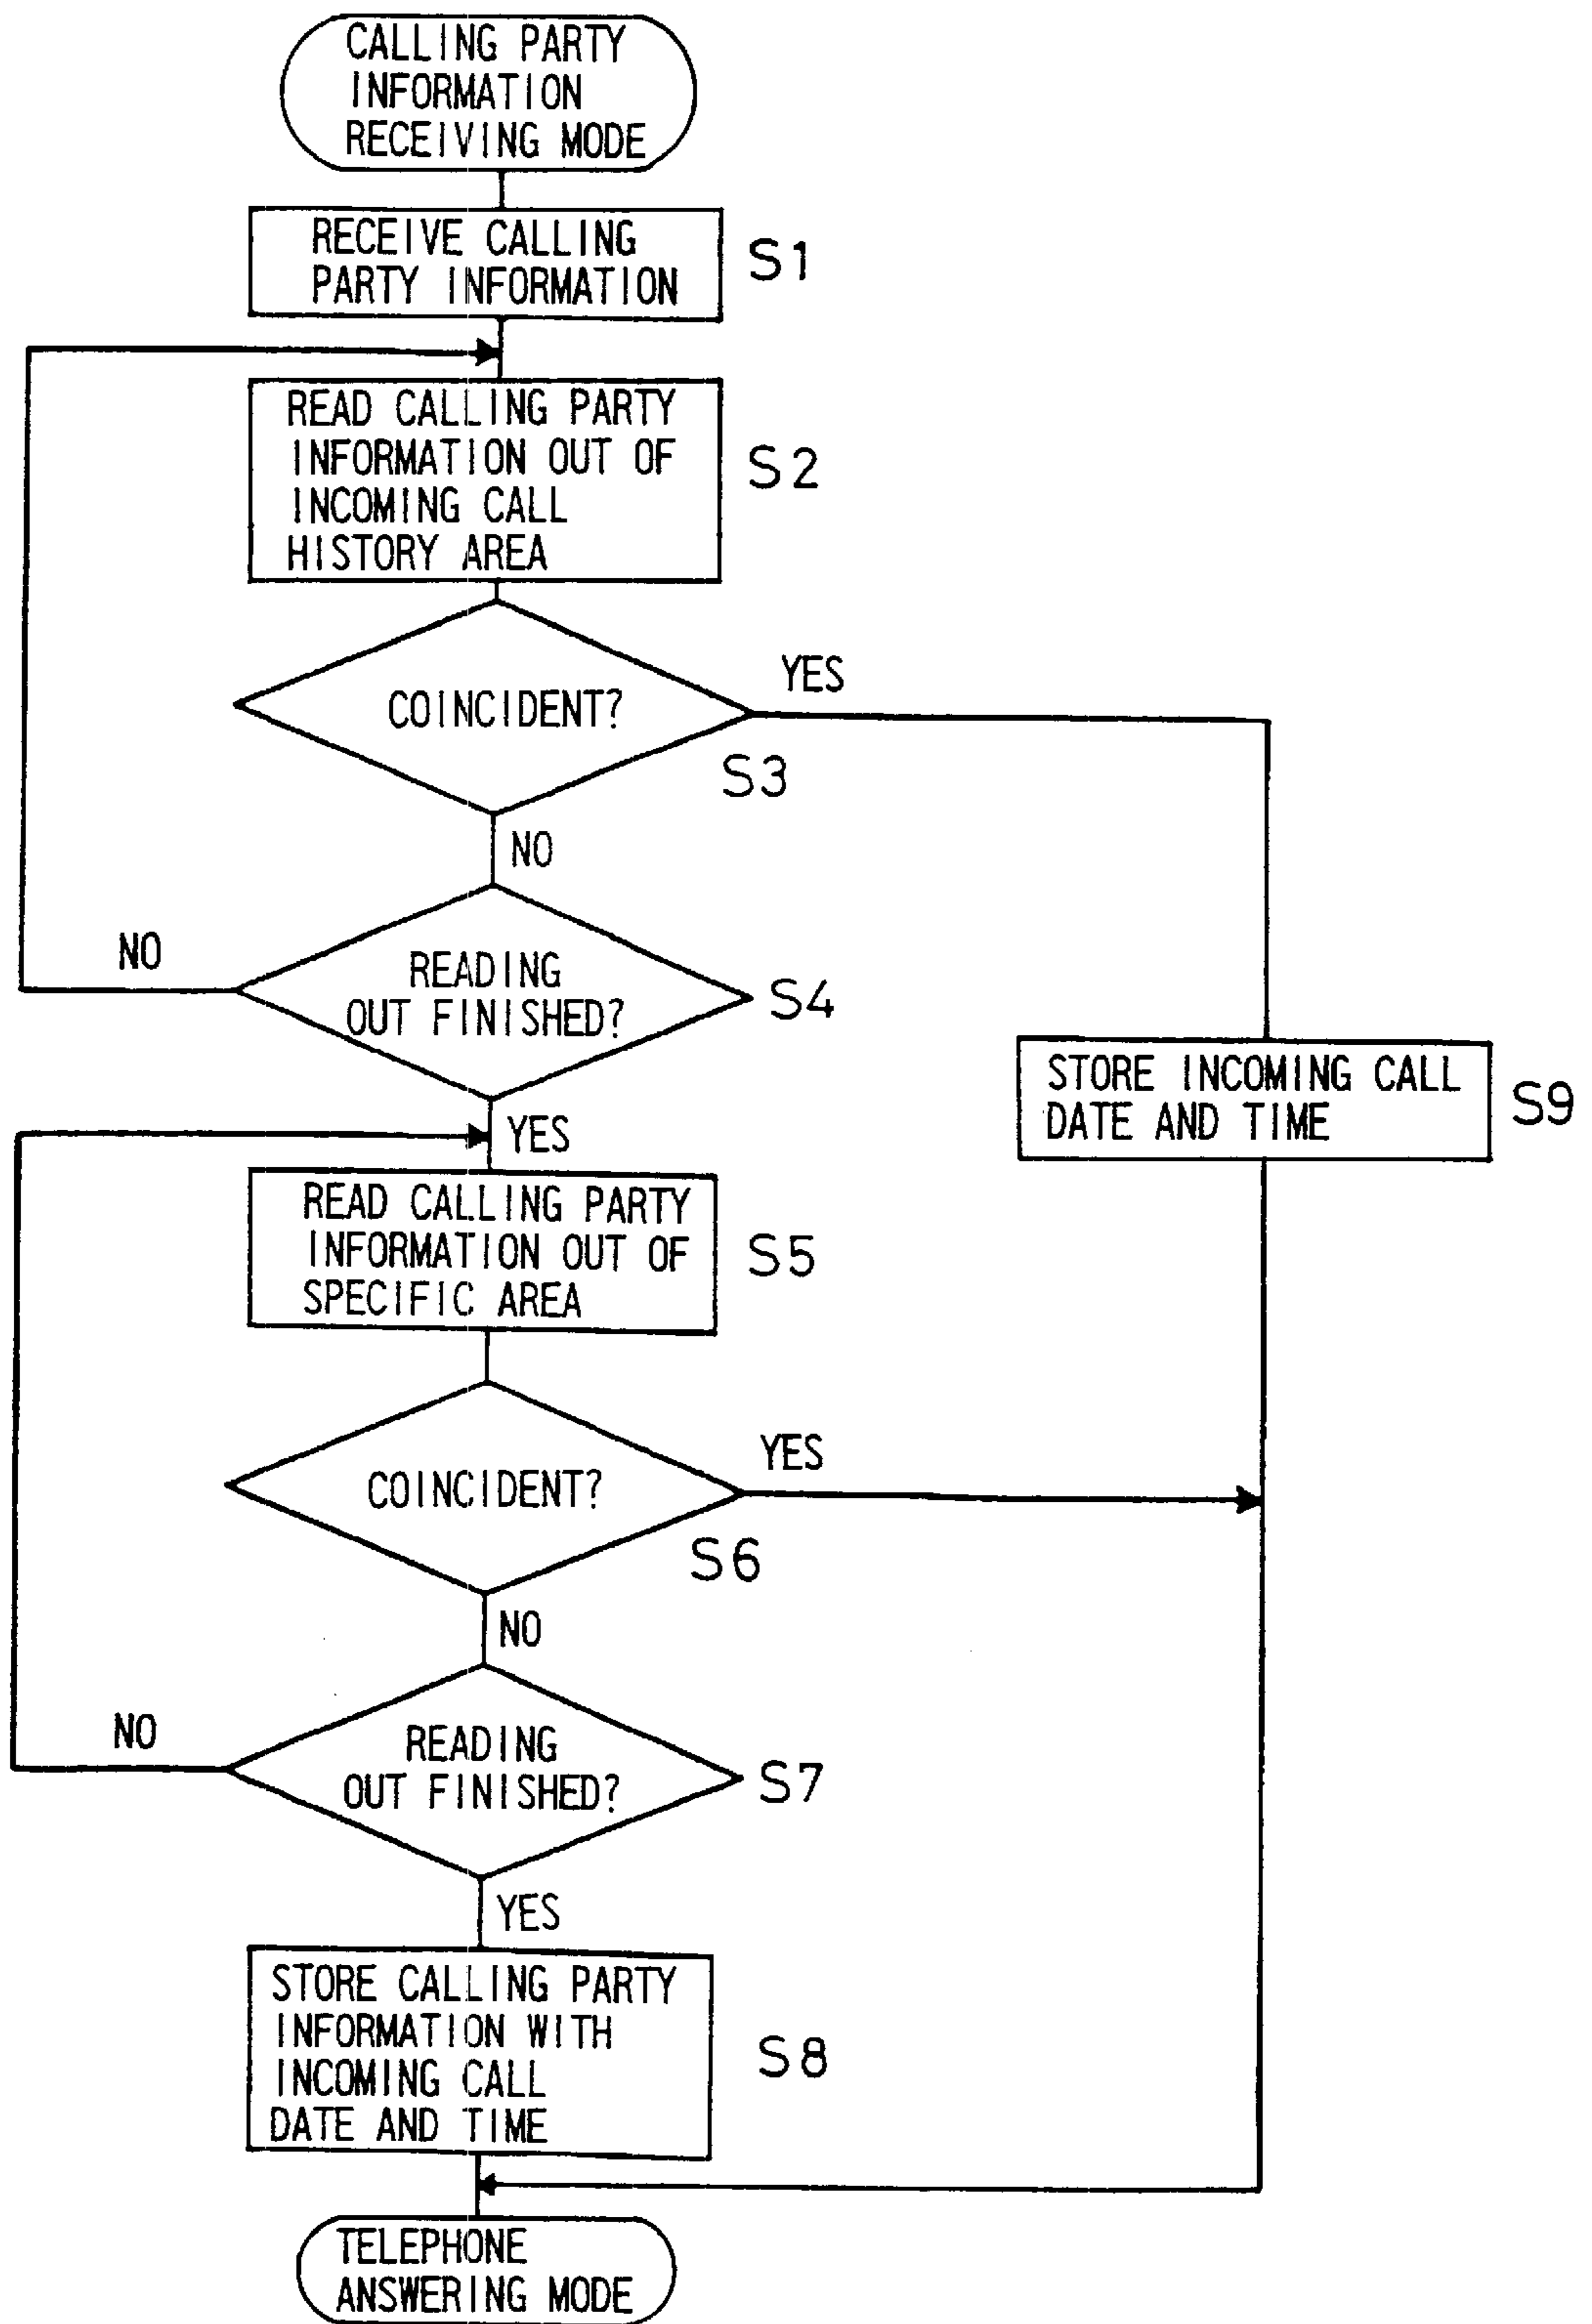 CALLING PARTY
INFORMATION
RECEIVING MODE
RECEIVE CALLING
PARTY INFORMATION
S1
READ CALLING PARTY
INFORMATION OUT OF
INCOMING CALL
HISTORY AREA
S2
COINCIDENT?
YES
S3
NO
READING
OUT FINISHED?
NO
S4
YES
STORE INCOMING CALL
DATE AND TIME
S9
READ CALLING PARTY
INFORMATION OUT OF
SPECIFIC AREA
S5
COINCIDENT?
YES
S6
NO
READING
OUT FINISHED?
NO
S7
YES
STORE CALLING PARTY
INFORMATION WITH
INCOMING CALL
DATE AND TIME
S8
TELEPHONE
ANSWERING MODE